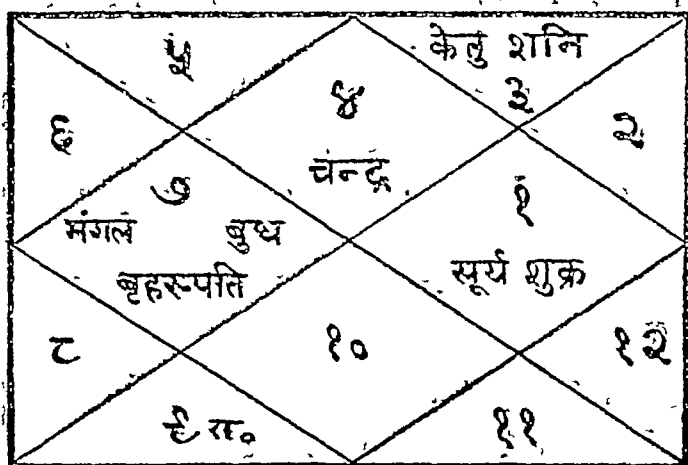 केतु शनि
५
४
३
६
२
चन्द्र
७
१
मंगल बुध
बृहस्पति
सूर्य शुक्र
८
१०
१२
९ रा०
११